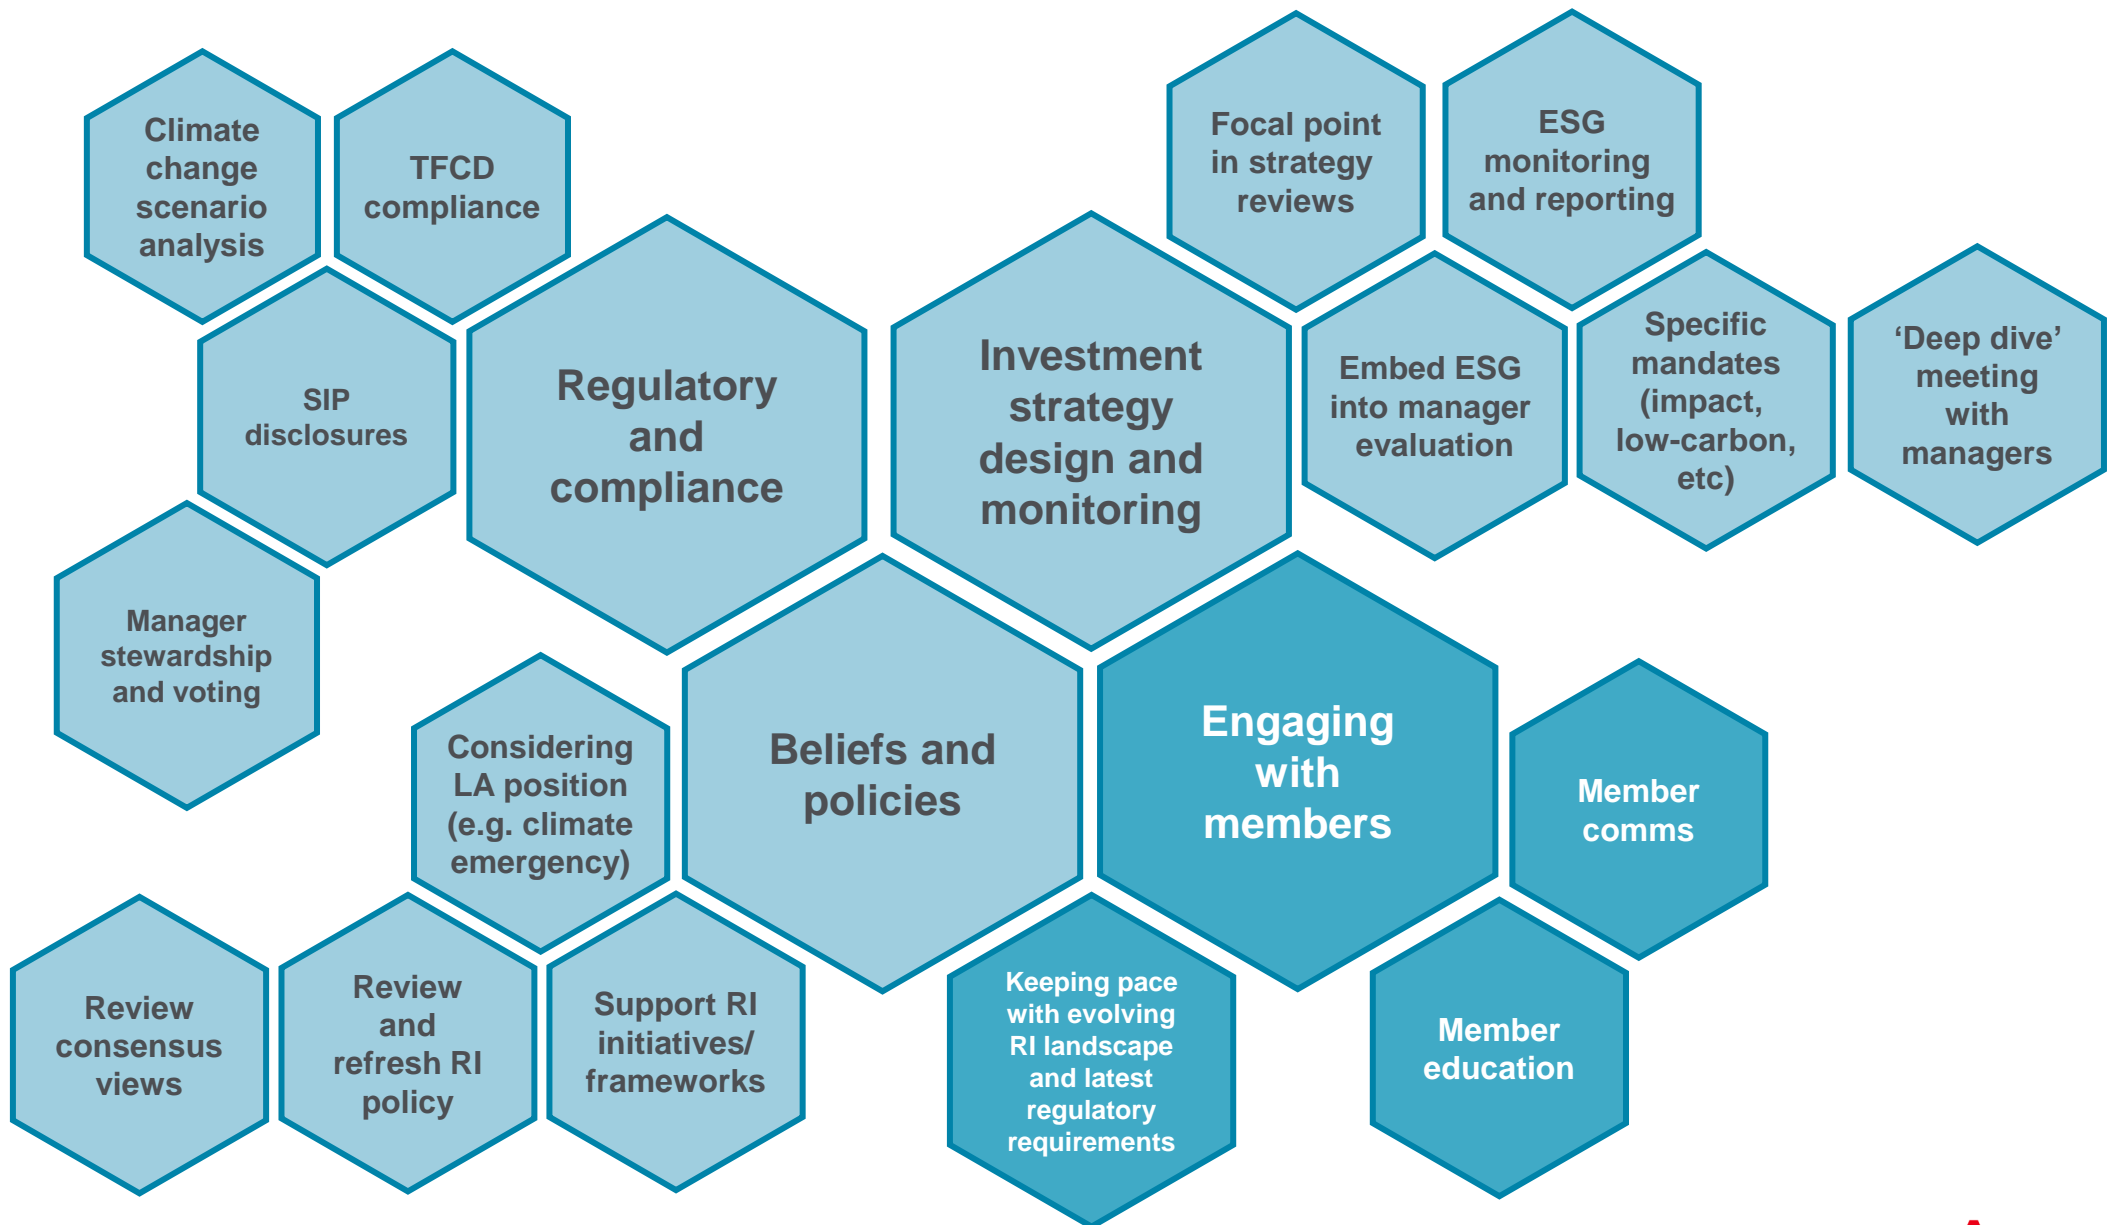 Climate
change
scenario
analysis
TFCD
compliance
SIP
disclosures
Manager
stewardship
and voting
Regulatory
and
compliance
Investment
strategy
design and
monitoring
Focal point
in strategy
reviews
ESG
monitoring
and reporting
Embed ESG
into manager
evaluation
Specific
mandates
(impact,
low-carbon,
etc)
‘Deep dive’
meeting
with
managers
Beliefs and
policies
Considering
LA position
(e.g. climate
emergency)
Review
consensus
views
Review
and
refresh RI
policy
Support RI
initiatives/
frameworks
Engaging
with
members
Member
comms
Member
education
Keeping pace
with evolving
RI landscape
and latest
regulatory
requirements